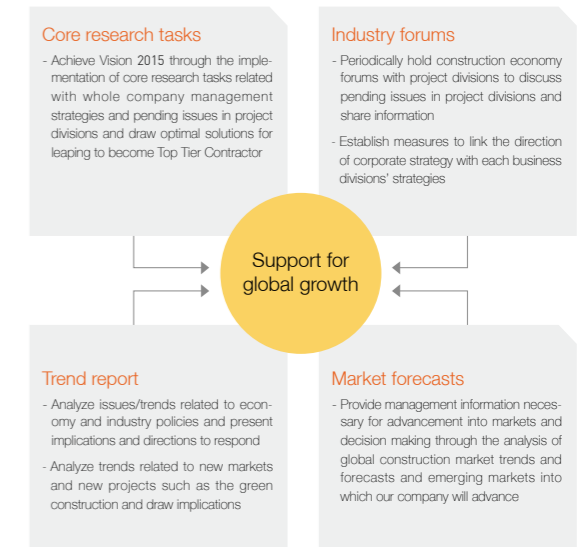 Core research tasks
- Achieve Vision 2015 through the imple-
mentation of core research tasks related
with whole company management
strategies and pending issues in project
divisions and draw optimal solutions for
leaping to become Top Tier Contractor
Industry forums
- Periodically hold construction economy
forums with project divisions to discuss
pending issues in project divisions and
share information
- Establish measures to link the direction
of corporate strategy with each business
divisions' strategies
Support for
global growth
Trend report
- Analyze issues/trends related to econ-
omy and industry policies and present
implications and directions to respond
- Analyze trends related to new markets
and new projects such as the green
construction and draw implications
Market forecasts
- Provide management information neces-
sary for advancement into markets and
decision making through the analysis of
global construction market trends and
forecasts and emerging markets into
which our company will advance